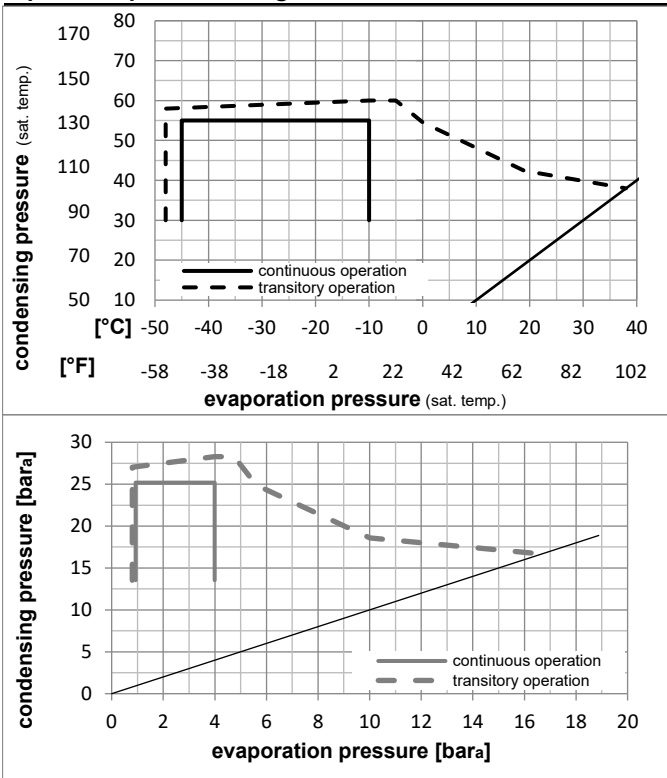 170 80
150 70
130 60
50
110 40
90 30
70 20
50 10
condensing pressure (sat. temp.)
continuous operation
transitory operation
[°C] -50 -40 -30 -20 -10 0 10 20 30 40
[°F] -58 -38 -18 2 22 42 62 82 102
evaporation pressure (sat. temp.)
30
25
20
15
10
5
0
condensing pressure [bara]
continuous operation
transitory operation
0 2 4 6 8 10 12 14 16 18 20
evaporation pressure [bara]